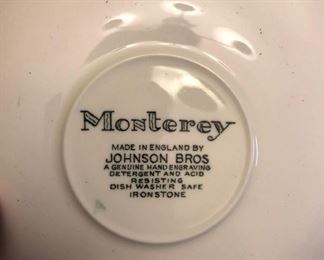 Monterey
MADE IN ENGLAND BY
JOHNSON BROS
A GENUINE HAND ENGRAVING
DETERGENT AND ACID
RESISTING
DISH WASHER SAFE
IRONSTONE